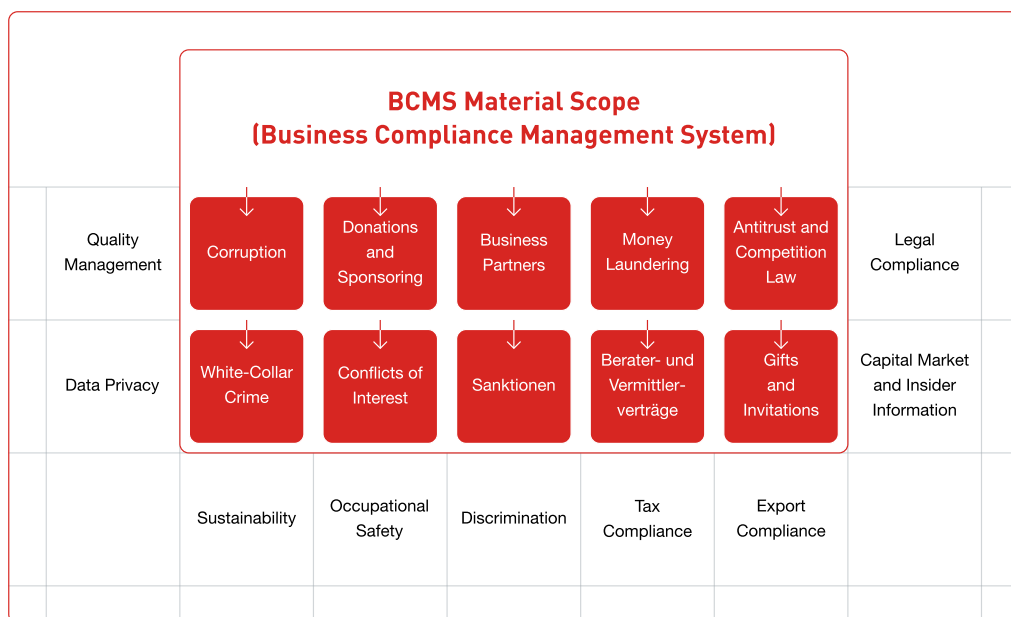 BCMS Material Scope
(Business Compliance Management System)
Quality
Management
Corruption
Donations
and
Sponsoring
Business
Partners
Money
Laundering
Antitrust and
Competition
Law
Legal
Compliance
Data Privacy
White-Collar
Crime
Conflicts of
Interest
Sanktionen
Berater- und
Vermittler-
verträge
Gifts
and
Invitations
Capital Market
and Insider
Information
Sustainability
Occupational
Safety
Discrimination
Tax
Compliance
Export
Compliance